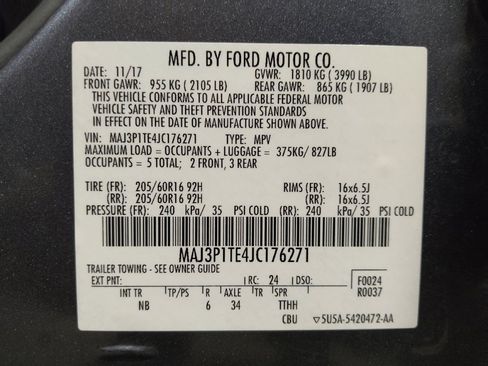 MFD. BY FORD MOTOR CO.
DATE: 11/17 GVWR: 1810 KG ( 3990 LB)
FRONT GAWR: 955 KG ( 2105 LB) REAR GAWR: 865 KG ( 1907 LB)
THIS VEHICLE CONFORMS TO ALL APPLICABLE FEDERAL MOTOR
VEHICLE SAFETY AND THEFT PREVENTION STANDARDS
IN EFFECT ON THE DATE OF MANUFACTURE SHOWN ABOVE.
VIN: MAJ3P1TE4JC176271 TYPE: MPV
MAXIMUM LOAD = OCCUPANTS + LUGGAGE = 375KG/ 827LB
OCCUPANTS = 5 TOTAL; 2 FRONT, 3 REAR
TIRE (FR): 205/60R16 92H RIMS (FR): 16x6.5J
(RR): 205/60R16 92H (RR): 16x6.5J
PRESSURE (FR): 240 kPa/ 35 PSI COLD (RR): 240 kPa/ 35 PSI COLD
MAJ3P1TE4JC176271
TRAILER TOWING - SEE OWNER GUIDE
EXT PNT: RC: 24 DSO: F0024
R0037
INT TR TP/PS R AXLE TR SPR
NB 6 34 TTHH
CBU ▽5U5A-5420472-AA